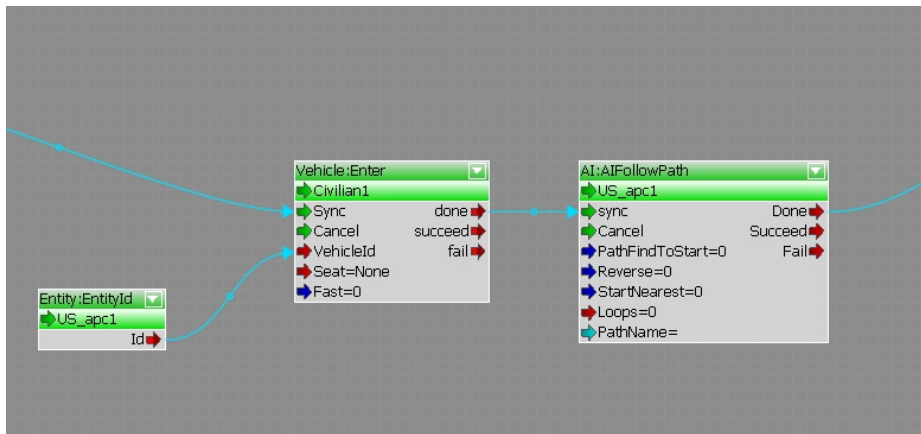 Vehicle:Enter
Civilian1
Sync done
Cancel succeed
VehicleId fail
Seat=None
Fast=0
AI:AIFollowPath
US_apc1
sync Done
Cancel Succeed
PathFindToStart=0 Fail
Reverse=0
StartNearest=0
Loops=0
PathName=
Entity:EntityId
US_apc1
Id